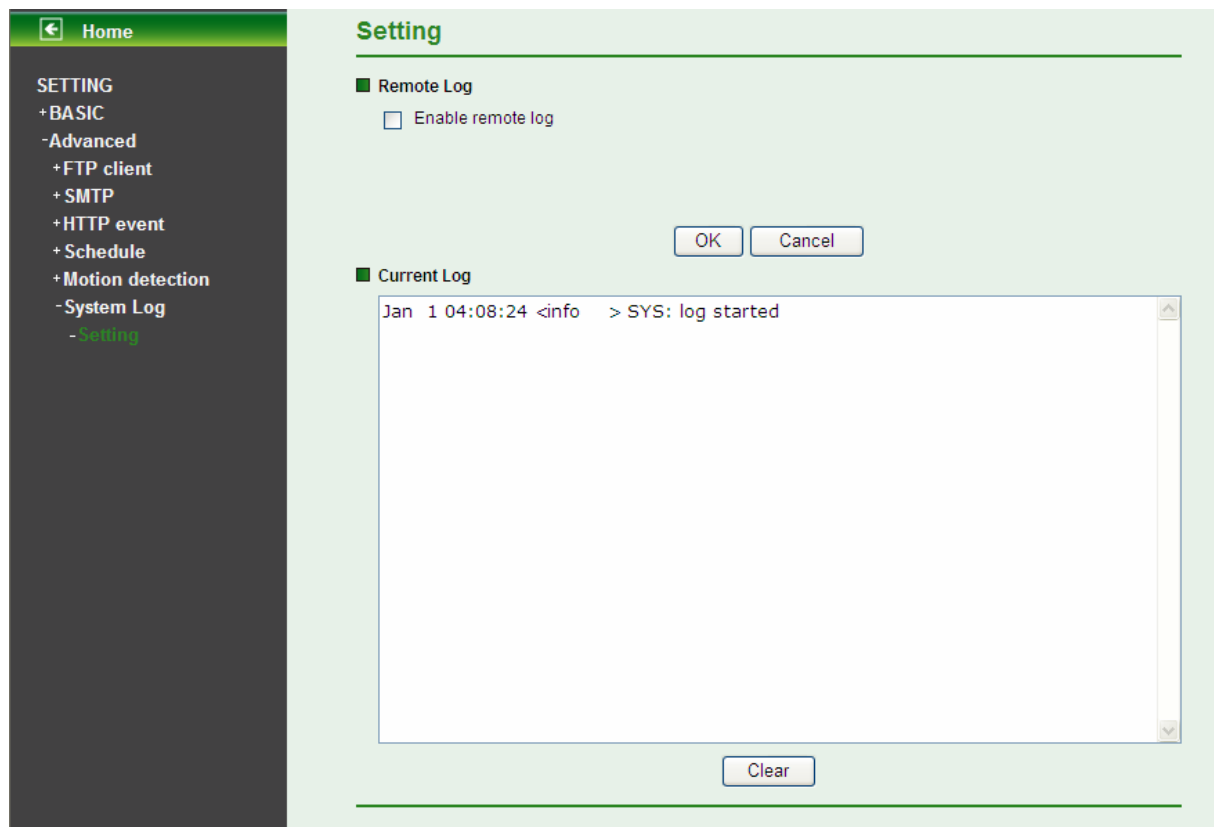 Home
SETTING
+BASIC
-Advanced
+FTP client
+SMTP
+HTTP event
+Schedule
+Motion detection
-System Log
-Setting
Setting
Remote Log
Enable remote log
OK Cancel
Current Log
Jan 1 04:08:24 <info > SYS: log started
Clear